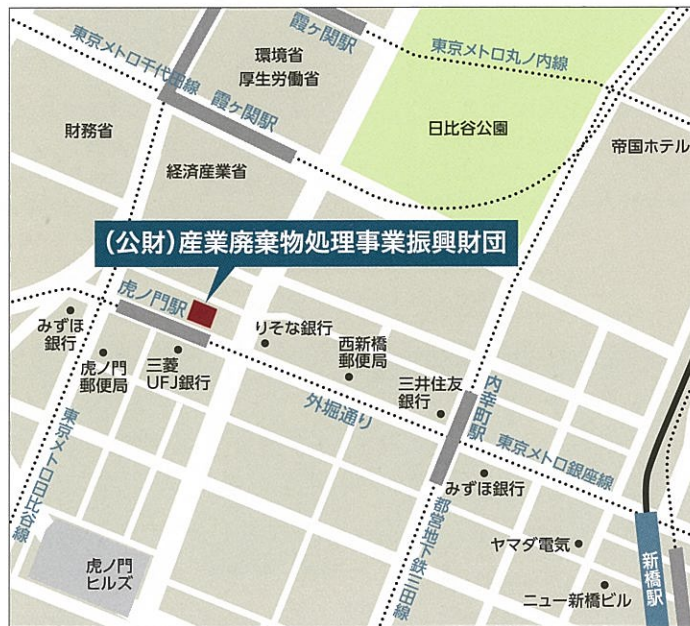 霞ヶ関駅
東京メトロ千代田線
環境省
厚生労働省
東京メトロ丸ノ内線
霞ヶ関駅
財務省
日比谷公園
帝国ホテル
経済産業省
(公財)産業廃棄物処理事業振興財団
虎ノ門駅
みずほ
銀行
りそな銀行
虎ノ門
郵便局
三菱
UFJ銀行
西新橋
郵便局
三井住友
銀行
内幸町駅
外堀通り
東京メトロ銀座線
東京メトロ日比谷線
みずほ銀行
都営地下鉄三田線
ヤマダ電気
新橋駅
虎ノ門
ヒルズ
ニュー新橋ビル